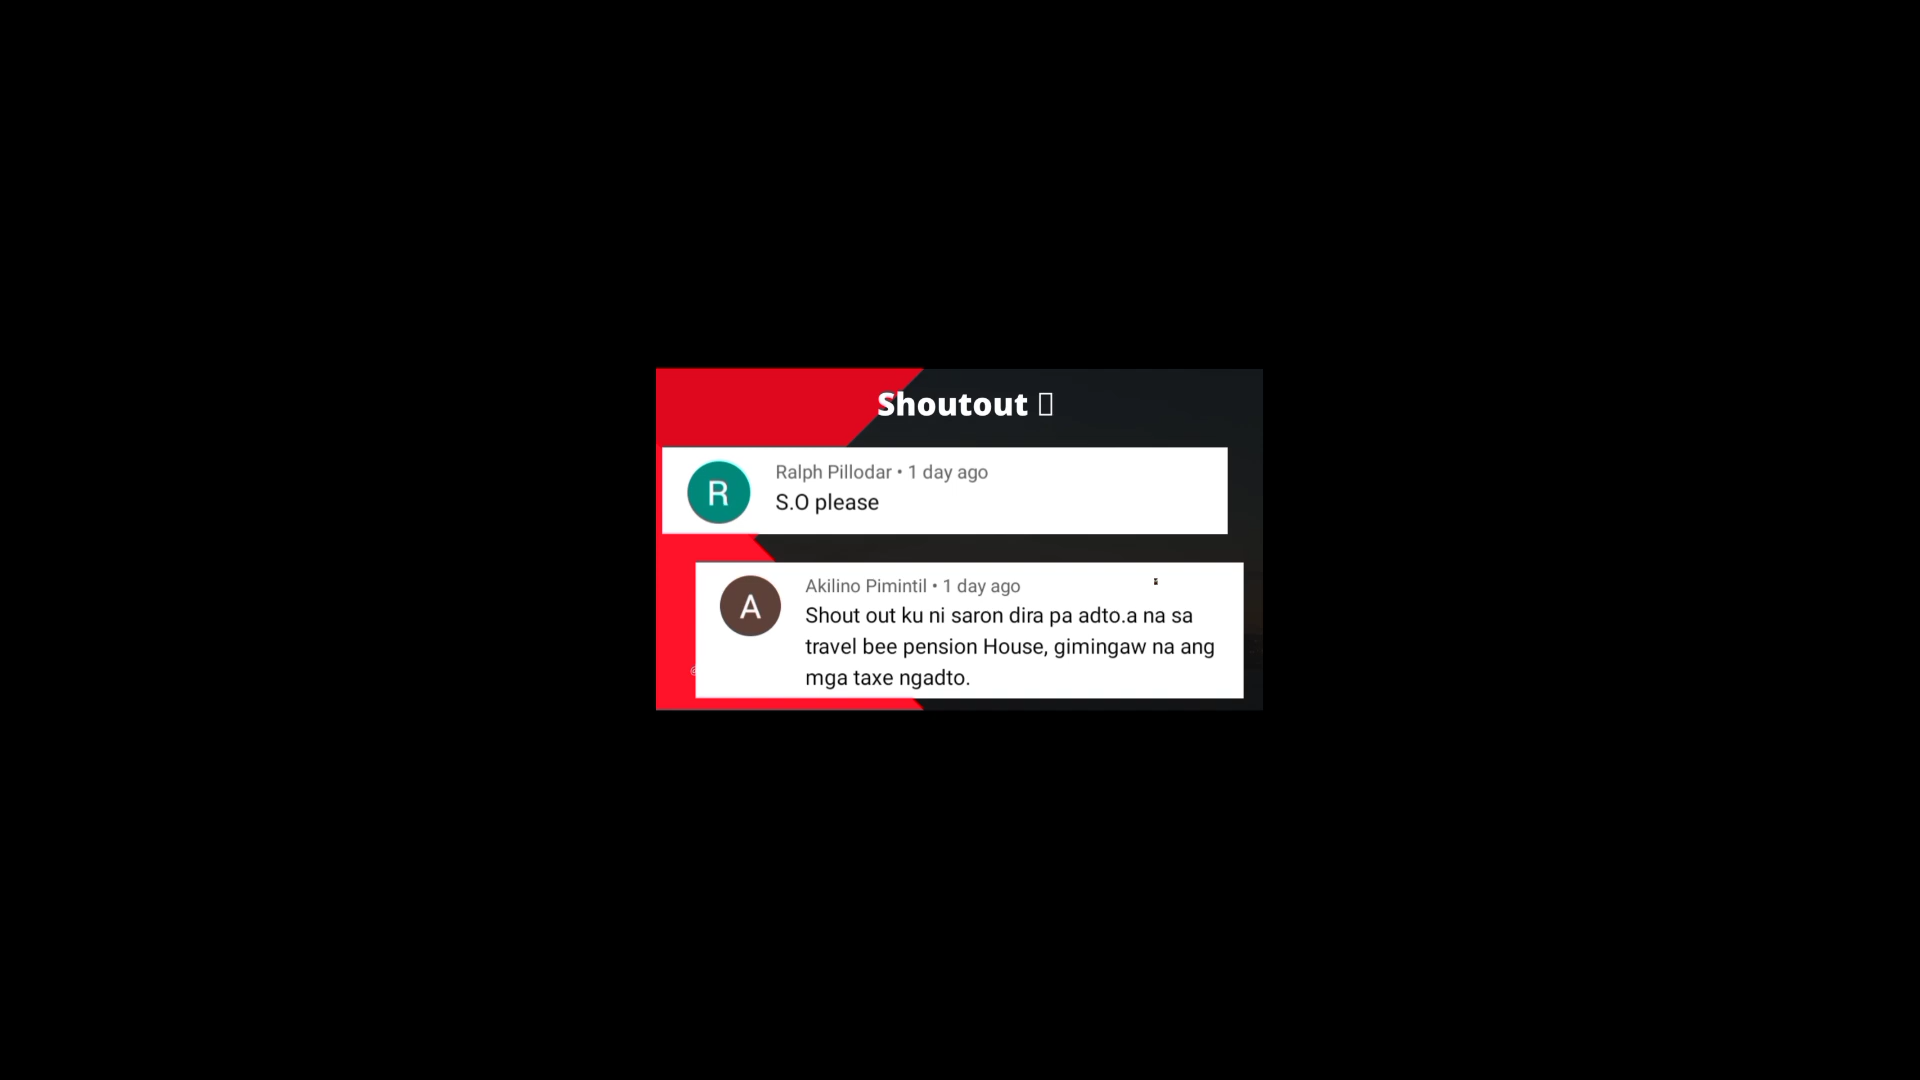 Shoutout
R
Ralph Pillodar • 1 day ago
S.O please
A
Akilino Pimintil • 1 day ago
Shout out ku ni saron dira pa adto.a na sa
travel bee pension House, gimingaw na ang
mga taxe ngadto.